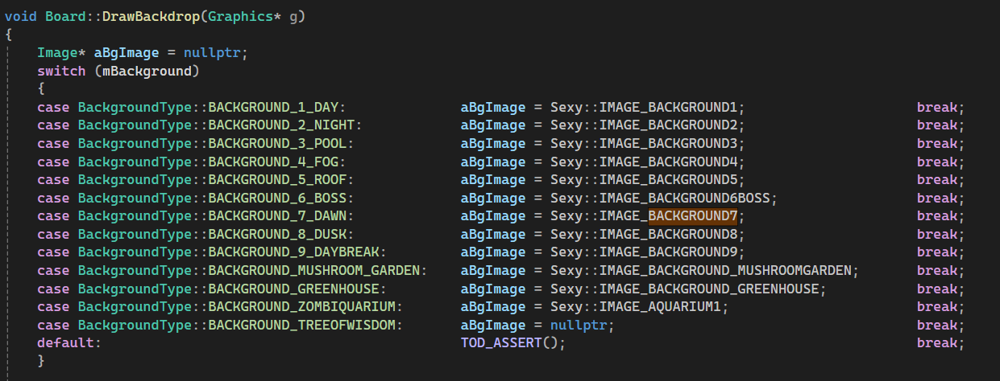 void Board::DrawBackdrop(Graphics* g)
{
Image* aBgImage = nullptr;
switch (mBackground)
{
case BackgroundType::BACKGROUND_1_DAY: aBgImage = Sexy::IMAGE_BACKGROUND1; break;
case BackgroundType::BACKGROUND_2_NIGHT: aBgImage = Sexy::IMAGE_BACKGROUND2; break;
case BackgroundType::BACKGROUND_3_POOL: aBgImage = Sexy::IMAGE_BACKGROUND3; break;
case BackgroundType::BACKGROUND_4_FOG: aBgImage = Sexy::IMAGE_BACKGROUND4; break;
case BackgroundType::BACKGROUND_5_ROOF: aBgImage = Sexy::IMAGE_BACKGROUND5; break;
case BackgroundType::BACKGROUND_6_BOSS: aBgImage = Sexy::IMAGE_BACKGROUND6BOSS; break;
case BackgroundType::BACKGROUND_7_DAWN: aBgImage = Sexy::IMAGE_BACKGROUND7; break;
case BackgroundType::BACKGROUND_8_DUSK: aBgImage = Sexy::IMAGE_BACKGROUND8; break;
case BackgroundType::BACKGROUND_9_DAYBREAK: aBgImage = Sexy::IMAGE_BACKGROUND9; break;
case BackgroundType::BACKGROUND_MUSHROOM_GARDEN: aBgImage = Sexy::IMAGE_BACKGROUND_MUSHROOMGARDEN; break;
case BackgroundType::BACKGROUND_GREENHOUSE: aBgImage = Sexy::IMAGE_BACKGROUND_GREENHOUSE; break;
case BackgroundType::BACKGROUND_ZOMBIQUARIUM: aBgImage = Sexy::IMAGE_AQUARIUM1; break;
case BackgroundType::BACKGROUND_TREEOFWISDOM: aBgImage = nullptr; break;
default: TOD_ASSERT(); break;
}